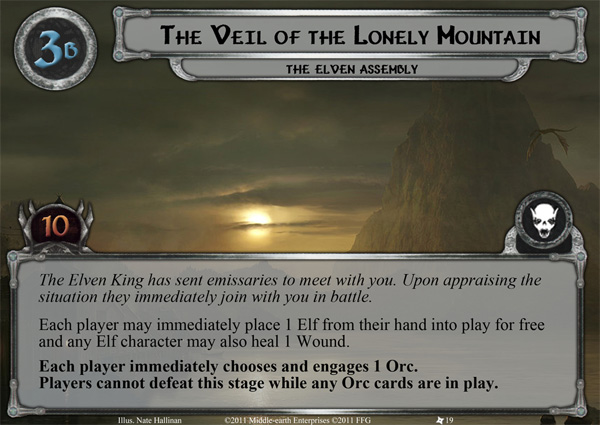 3B
THE VEIL OF THE LONELY MOUNTAIN
THE ELVEN ASSEMBLY
10
The Elven King has sent emissaries to meet with you. Upon appraising the
situation they immediately join with you in battle.
Each player may immediately place 1 Elf from their hand into play for free
and any Elf character may also heal 1 Wound.
Each player immediately chooses and engages 1 Orc.
Players cannot defeat this stage while any Orc cards are in play.
Illus. Nate Hallinan ©2011 Middle-earth Enterprises ©2011 FFG 19